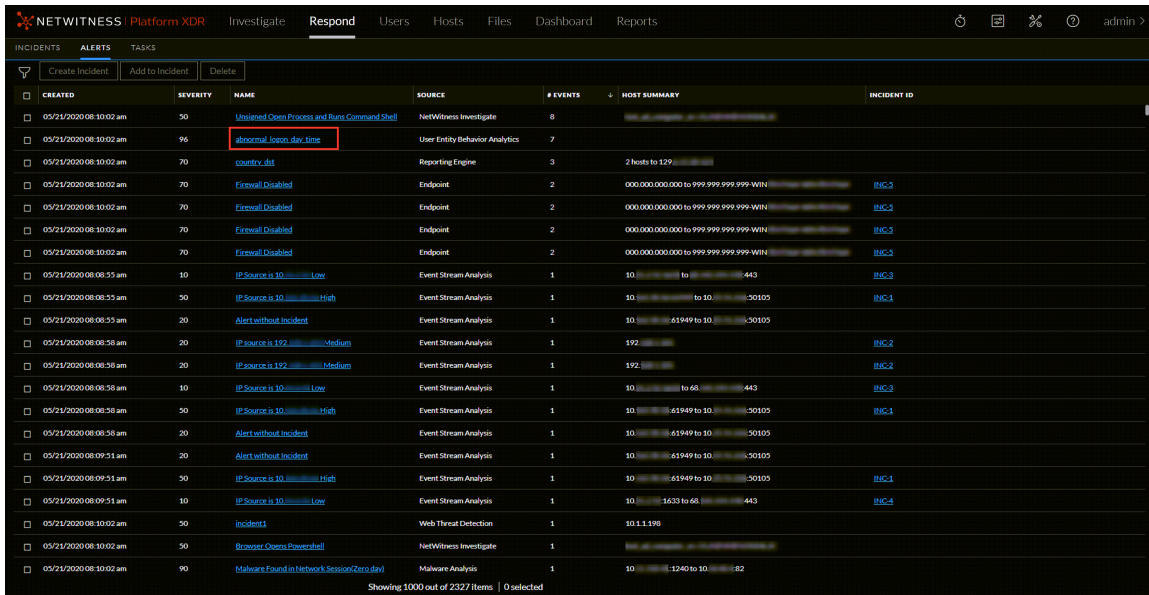 NETWITNESS Platform XDR Investigate Respond Users Hosts Files Dashboard Reports admin >
INCIDENTS ALERTS TASKS
Create Incident Add to Incident Delete
CREATED SEVERITY NAME SOURCE # EVENTS HOST SUMMARY INCIDENT ID
05/21/2020 08:10:02 am 50 Unsigned Open Process and Runs Command Shell NetWitness Investigate 8
05/21/2020 08:10:02 am 96 abnormal_logon_day_time User Entity Behavior Analytics 7
05/21/2020 08:10:02 am 70 country_dst Reporting Engine 3 2 hosts to 129.
05/21/2020 08:10:02 am 70 Firewall Disabled Endpoint 2 000.000.000.000 to 999.999.999.999-WIN INC-5
05/21/2020 08:10:02 am 70 Firewall Disabled Endpoint 2 000.000.000.000 to 999.999.999.999-WIN INC-5
05/21/2020 08:10:02 am 70 Firewall Disabled Endpoint 2 000.000.000.000 to 999.999.999.999-WIN INC-5
05/21/2020 08:10:02 am 70 Firewall Disabled Endpoint 2 000.000.000.000 to 999.999.999.999-WIN INC-5
05/21/2020 08:08:55 am 10 IP Source is 10. Low Event Stream Analysis 1 10. to :443 INC-3
05/21/2020 08:08:55 am 50 IP Source is 10. High Event Stream Analysis 1 10. to 10. :50105 INC-1
05/21/2020 08:08:55 am 20 Alert without Incident Event Stream Analysis 1 10. :61949 to 10. :50105
05/21/2020 08:08:58 am 20 IP source is 192. Medium Event Stream Analysis 1 192. INC-2
05/21/2020 08:08:58 am 20 IP source is 192. Medium Event Stream Analysis 1 192. INC-2
05/21/2020 08:08:58 am 10 IP Source is 10. Low Event Stream Analysis 1 10. to 68. 443 INC-3
05/21/2020 08:08:58 am 50 IP Source is 10. High Event Stream Analysis 1 10. :61949 to 10. :50105 INC-1
05/21/2020 08:08:58 am 20 Alert without Incident Event Stream Analysis 1 10. :61949 to 10. :50105
05/21/2020 08:09:51 am 20 Alert without Incident Event Stream Analysis 1 10. :61949 to 10. :50105
05/21/2020 08:09:51 am 50 IP Source is 10. High Event Stream Analysis 1 10 :61949 to 10. :50105 INC-1
05/21/2020 08:09:51 am 10 IP Source is 10. Low Event Stream Analysis 1 10. :1633 to 68. 443 INC-4
05/21/2020 08:10:02 am 50 incident1 Web Threat Detection 1 10.1.1.198
05/21/2020 08:10:02 am 50 Browser Opens Powershell NetWitness Investigate 1
05/21/2020 08:10:02 am 90 Malware Found in Network Session(Zero day) Malware Analysis 1 10. :1240 to 10. :82
Showing 1000 out of 2327 items | 0 selected